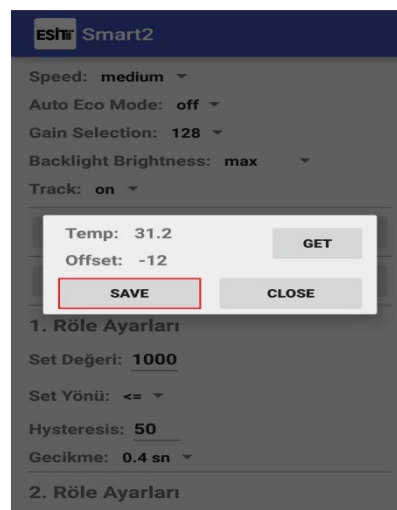 ESİT Smart2
Speed: medium
Auto Eco Mode: off
Gain Selection: 128
Backlight Brightness: max
Track: on
Temp: 31.2
GET
Offset: -12
SAVE
CLOSE
1. Röle Ayarları
Set Değeri: 1000
Set Yönü: <=
Hysteresis: 50
Gecikme: 0.4 sn
2. Röle Ayarları